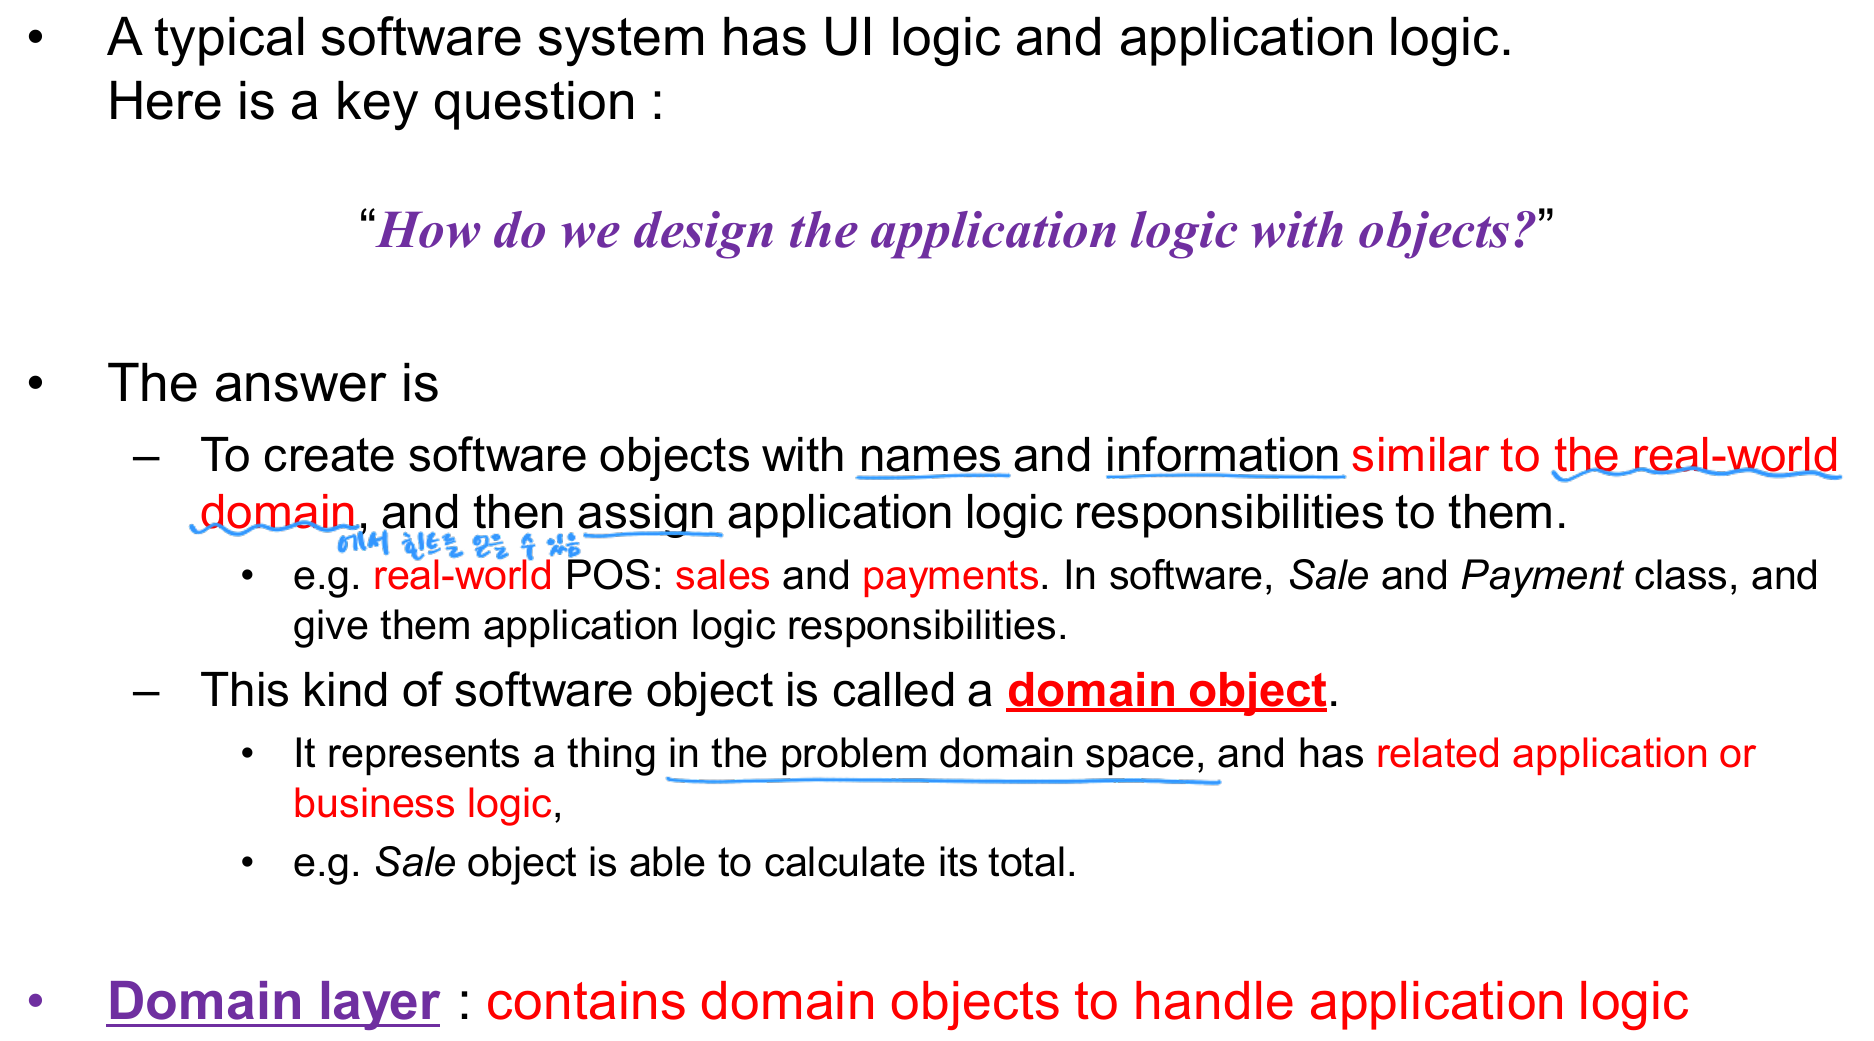 • A typical software system has UI logic and application logic.
Here is a key question :
“How do we design the application logic with objects?”
• The answer is
– To create software objects with names and information similar to the real-world
domain, and then assign application logic responsibilities to them.
에서 힌트를 얻을 수 있음
• e.g. real-world POS: sales and payments. In software, Sale and Payment class, and
give them application logic responsibilities.
– This kind of software object is called a domain object.
• It represents a thing in the problem domain space, and has related application or
business logic,
• e.g. Sale object is able to calculate its total.
• Domain layer : contains domain objects to handle application logic